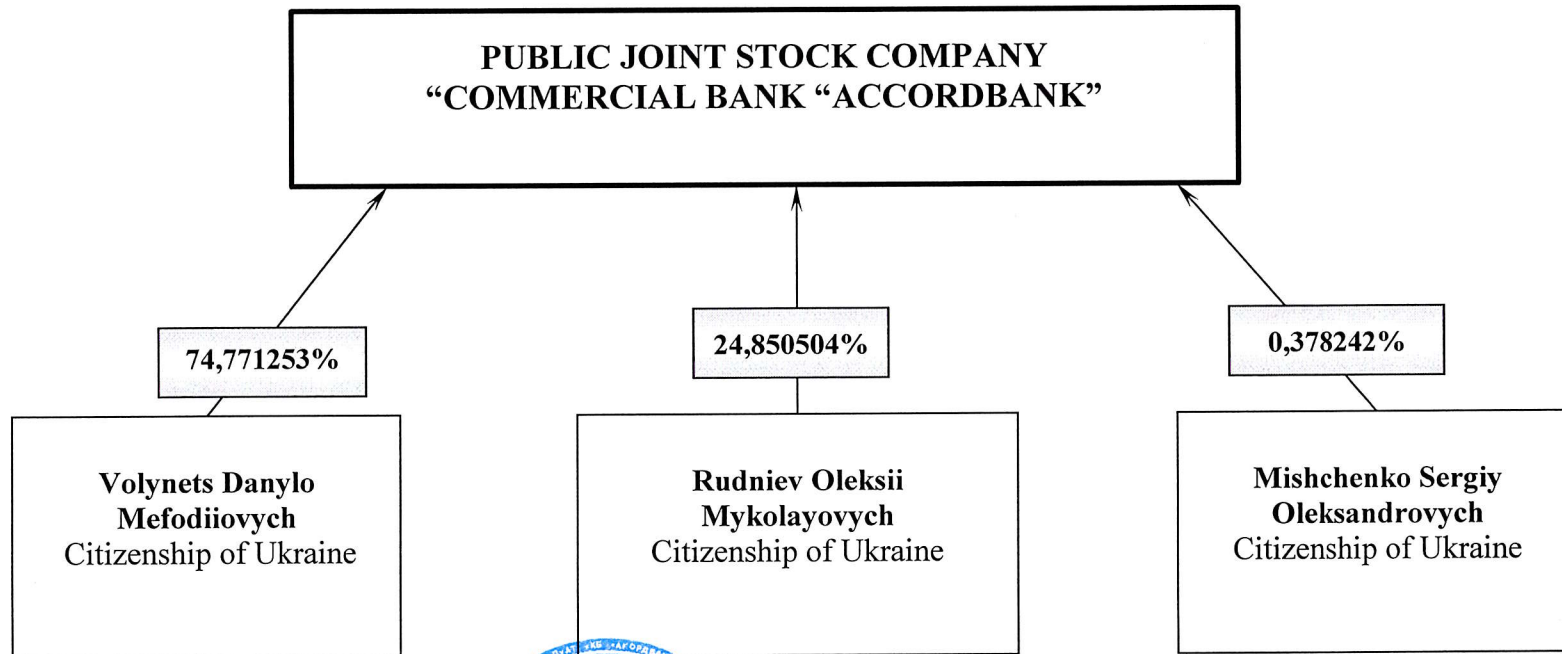 PUBLIC JOINT STOCK COMPANY
“COMMERCIAL BANK “ACCORDBANK”
74,771253%
24,850504%
0,378242%
Volynets Danylo
Mefodiiovych
Citizenship of Ukraine
Rudniev Oleksii
Mykolayovych
Citizenship of Ukraine
Mishchenko Sergiy
Oleksandrovych
Citizenship of Ukraine